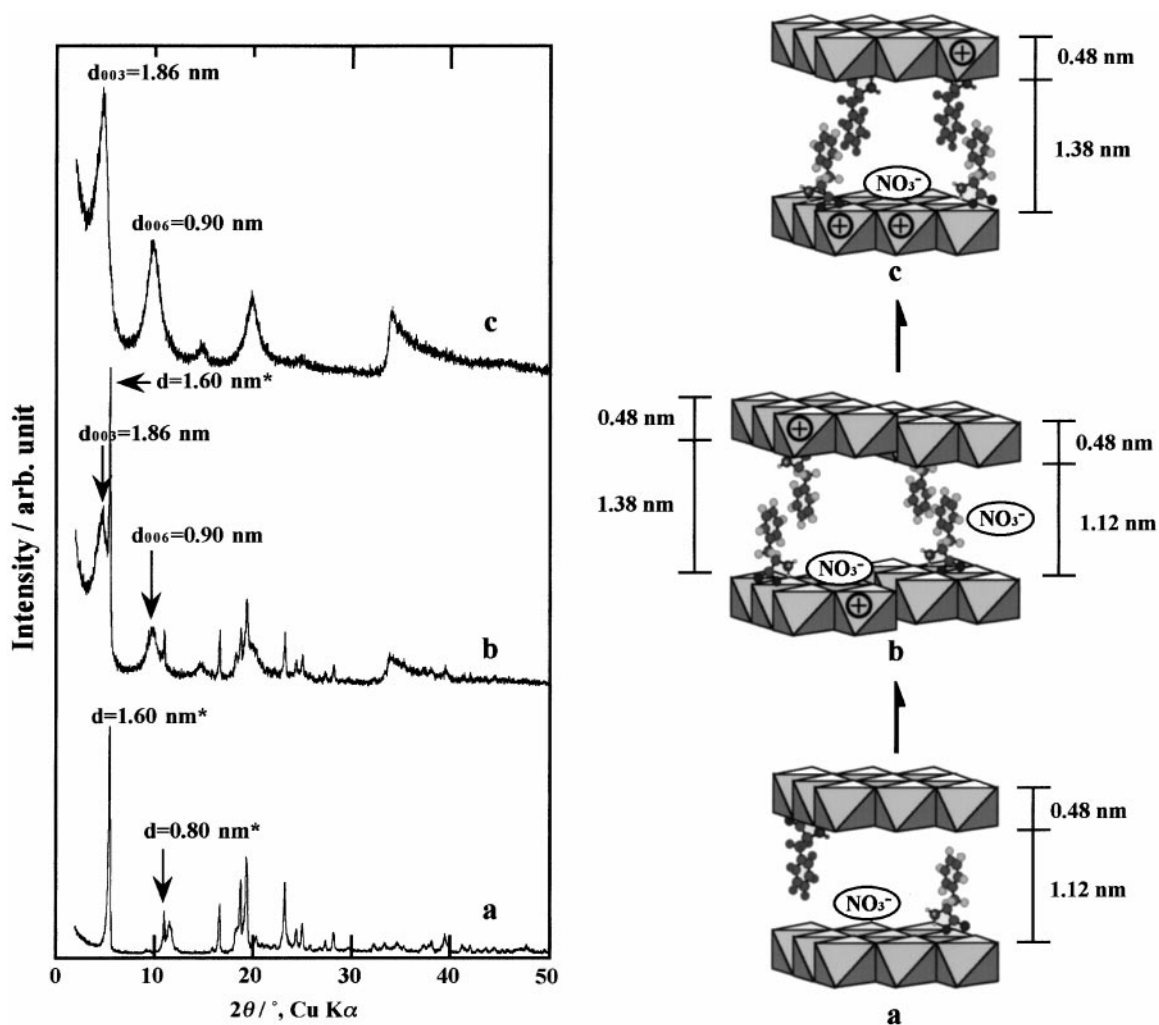 d₀₀₃=1.86 nm
d₀₀₆=0.90 nm
c
d=1.60 nm*
d₀₀₃=1.86 nm
d₀₀₆=0.90 nm
b
d=1.60 nm*
d=0.80 nm*
a
0 10 20 30 40 50
2θ/ °, Cu Kα
Intensity / arb. unit
0.48 nm
1.38 nm
NO₃⁻
c
0.48 nm
1.38 nm
0.48 nm
1.12 nm
NO₃⁻
NO₃⁻
b
0.48 nm
1.12 nm
NO₃⁻
a